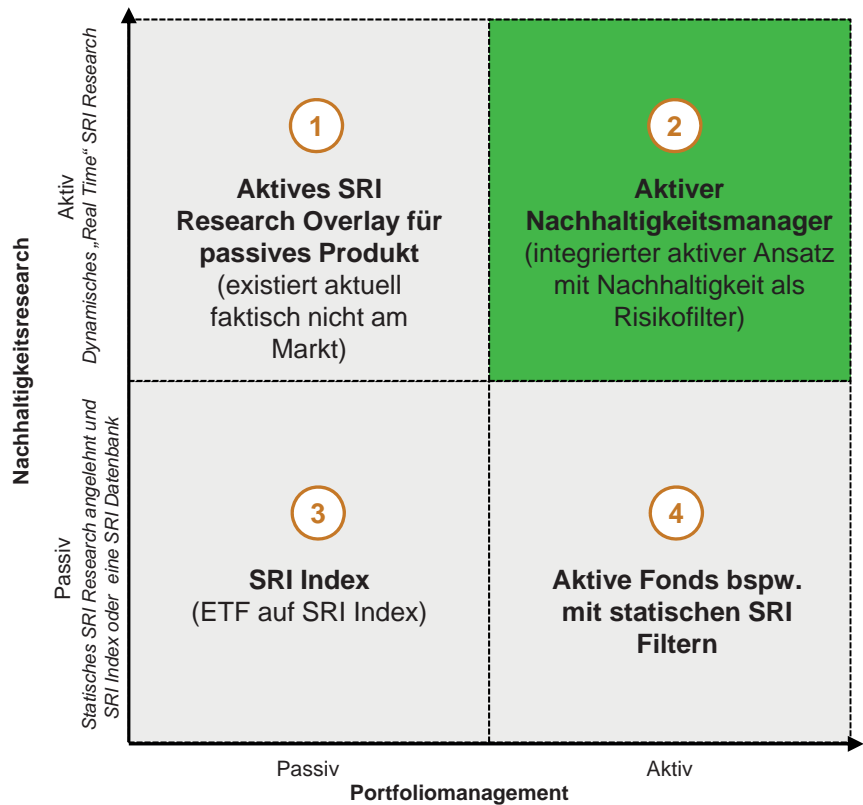 Nachhaltigkeitsresearch
Aktiv
Dynamisches „Real Time“ SRI Research
Passiv
Statisches SRI Research angelehnt und
SRI Index oder eine SRI Datenbank
1
Aktives SRI
Research Overlay für
passives Produkt
(existiert aktuell
faktisch nicht am
Markt)
2
Aktiver
Nachhaltigkeitsmanager
(integrierter aktiver Ansatz
mit Nachhaltigkeit als
Risikofilter)
3
SRI Index
(ETF auf SRI Index)
4
Aktive Fonds bspw.
mit statischen SRI
Filtern
Passiv
Aktiv
Portfoliomanagement